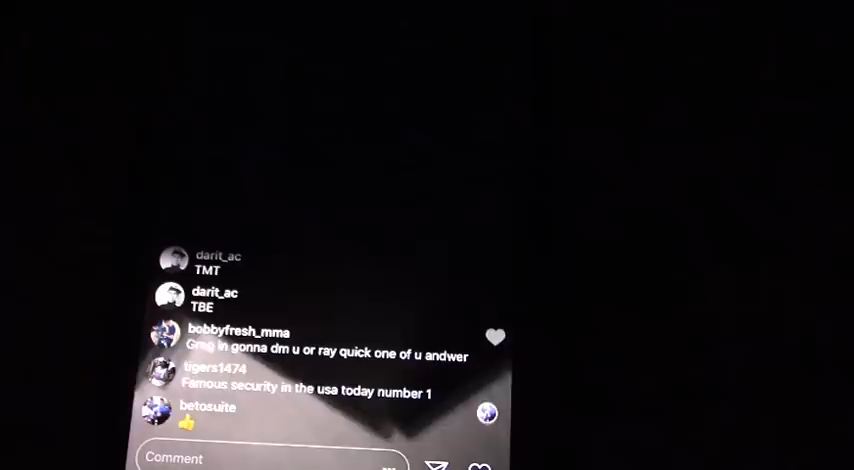 darit_ac
TMT
darit_ac
TBE
bobbyfresh_mma
Greg in gonna dm u or ray quick one of u andwer
tigers1474
Famous security in the usa today number 1
betosuite
👍
Comment